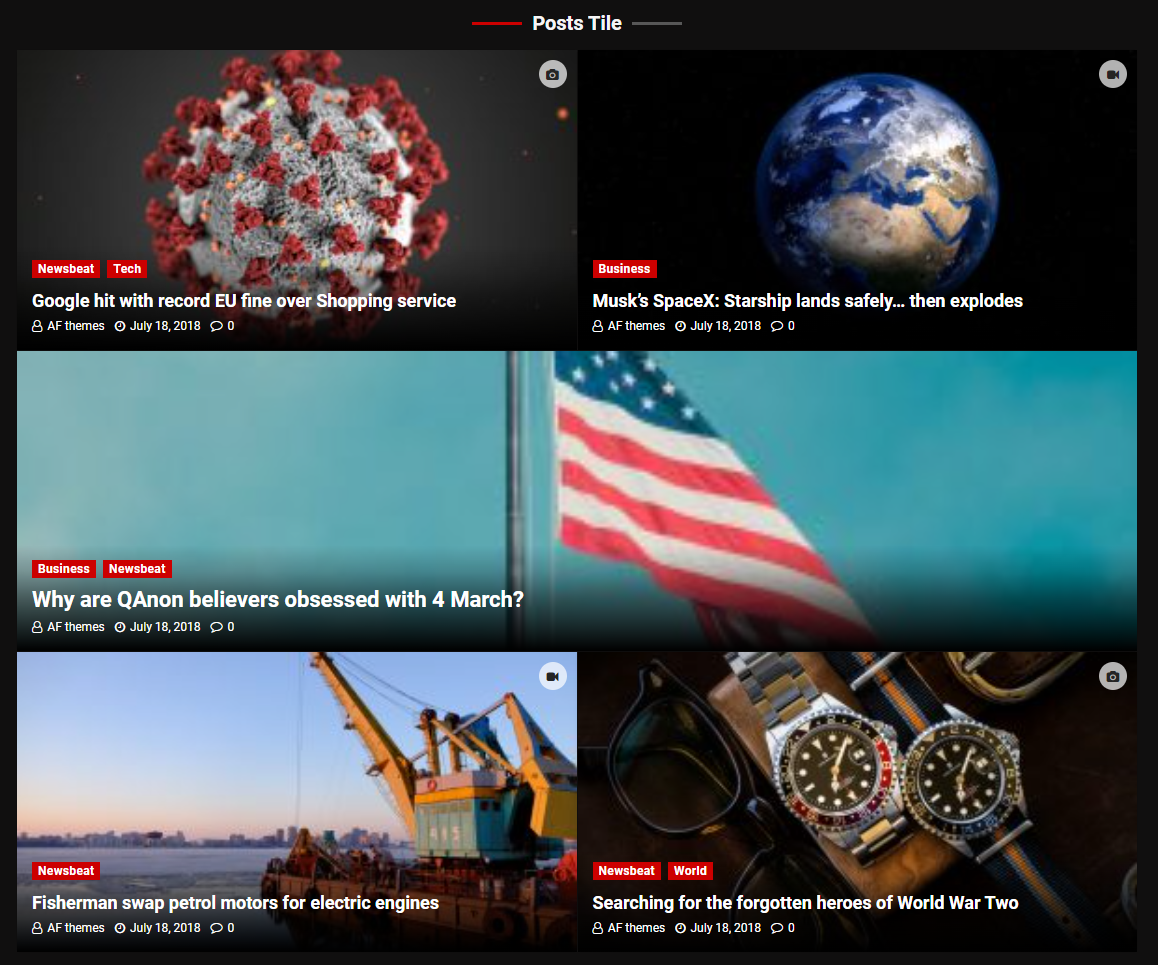 Posts Tile
Newsbeat Tech
Google hit with record EU fine over Shopping service
AF themes July 18, 2018 0
Business
Musk’s SpaceX: Starship lands safely… then explodes
AF themes July 18, 2018 0
Business Newsbeat
Why are QAnon believers obsessed with 4 March?
AF themes July 18, 2018 0
Newsbeat
Fisherman swap petrol motors for electric engines
AF themes July 18, 2018 0
Newsbeat World
Searching for the forgotten heroes of World War Two
AF themes July 18, 2018 0